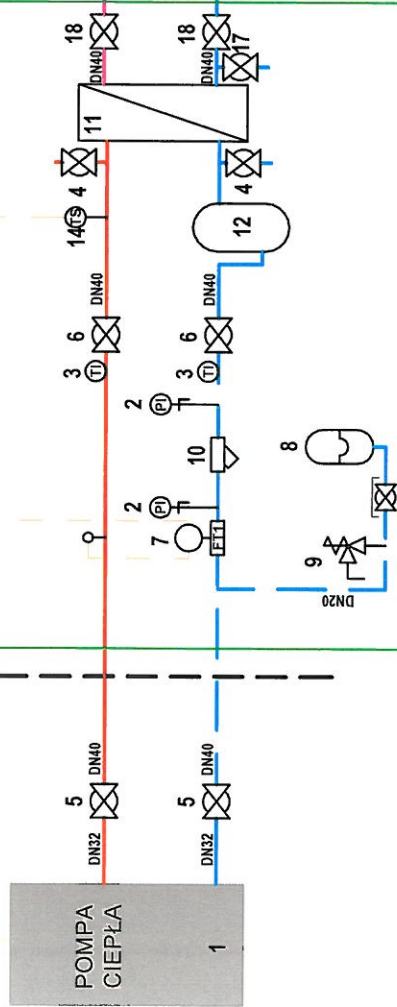 18
DN40
18
DN40
17
11
4
4
14
TS
12
DN40
DN40
6
6
3
TI
3
TI
2
PI
10
2
PI
7
FT1
8
9
DN20
DN40
DN40
5
5
DN32
DN32
POMPA
CIEPŁA
1